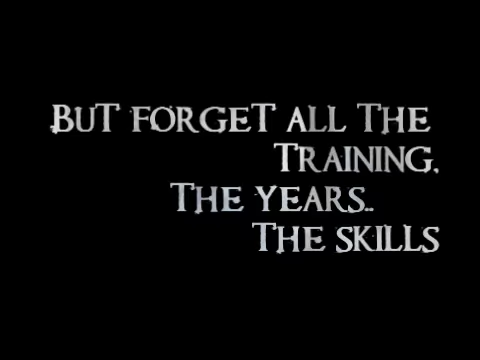 BUT FORGET ALL THE
TRAINING,
THE YEARS..
THE SKILLS